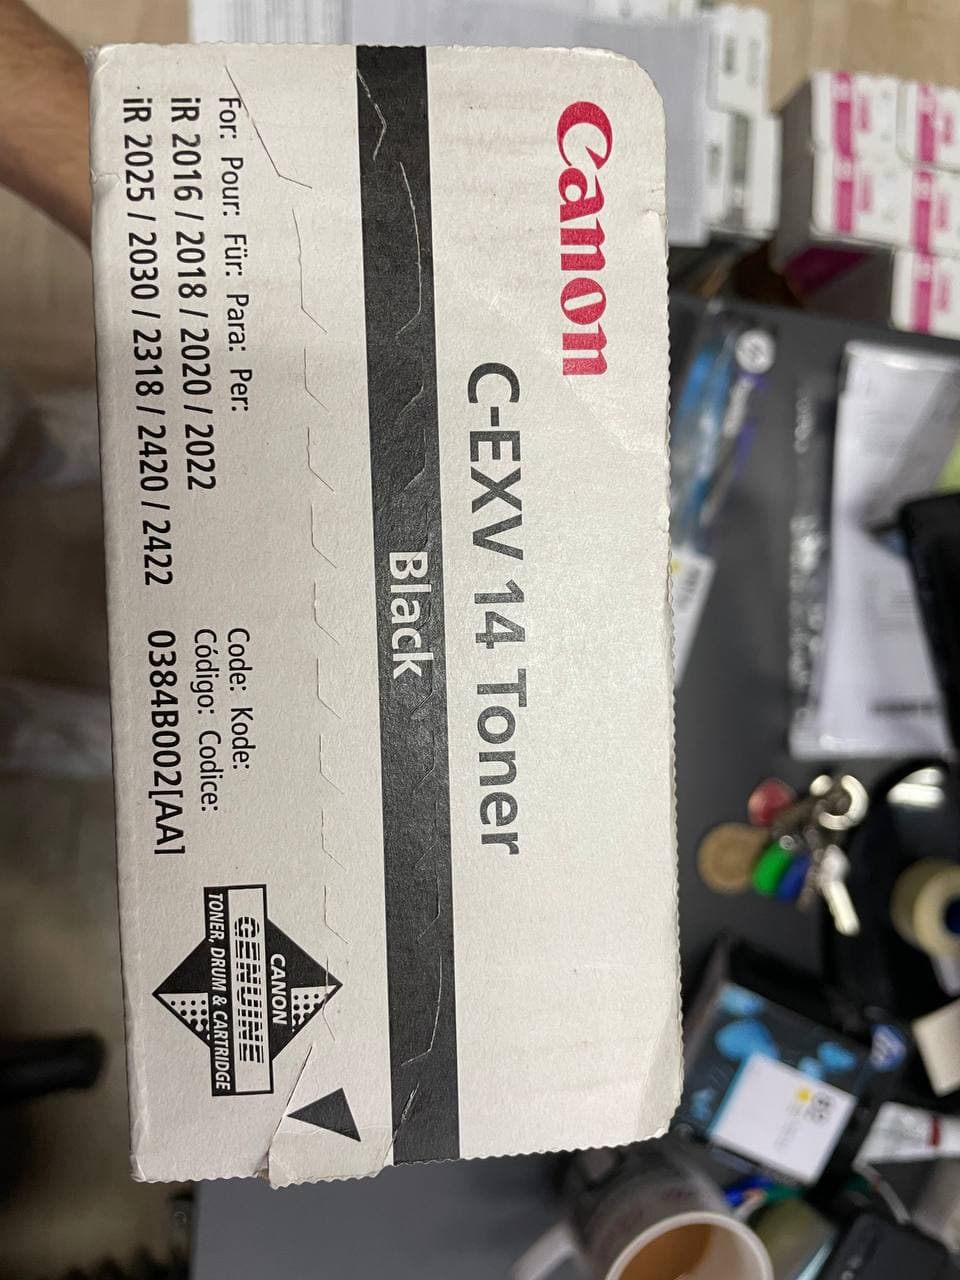 Canon
C-EXV 14 Toner
Black
For: Pour: Für: Para: Per:
iR 2016 / 2018 / 2020 / 2022
iR 2025 / 2030 / 2318 / 2420 / 2422
Code: Kode:
Código: Codice:
0384B002[AA]
CANON
GENUINE
TONER, DRUM & CARTRIDGE